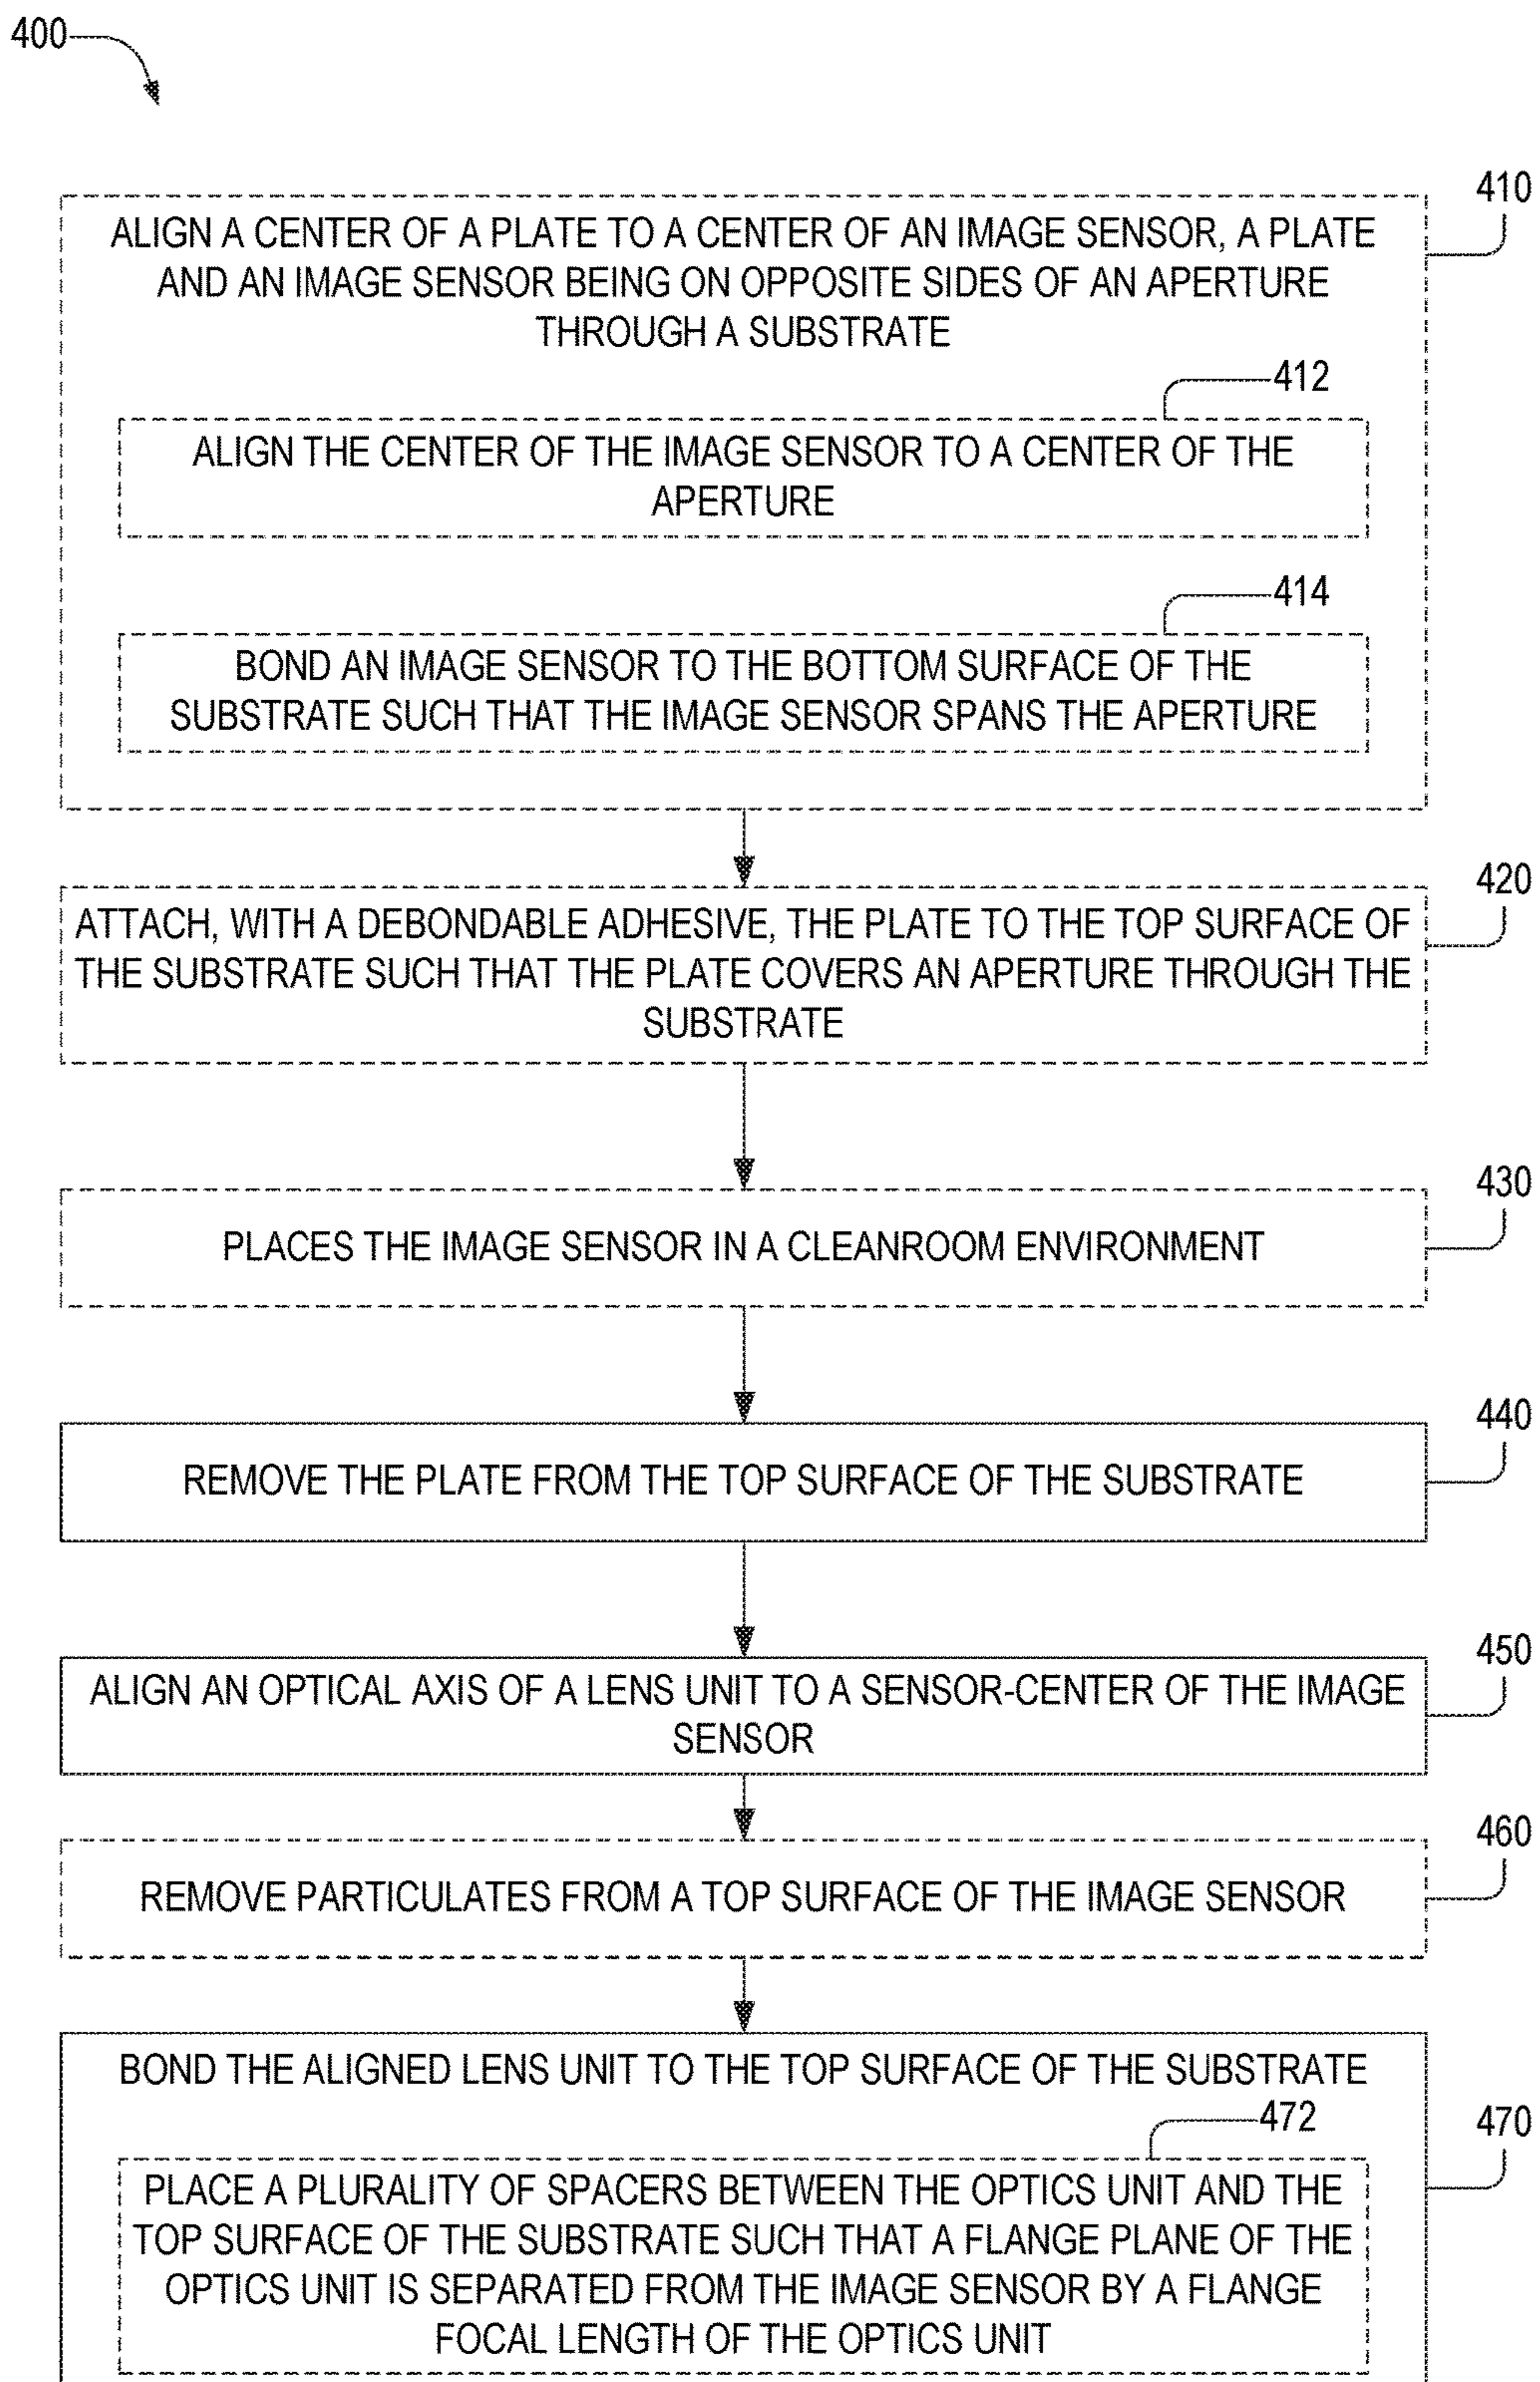 400
410
ALIGN A CENTER OF A PLATE TO A CENTER OF AN IMAGE SENSOR, A PLATE
AND AN IMAGE SENSOR BEING ON OPPOSITE SIDES OF AN APERTURE
THROUGH A SUBSTRATE
412
ALIGN THE CENTER OF THE IMAGE SENSOR TO A CENTER OF THE
APERTURE
414
BOND AN IMAGE SENSOR TO THE BOTTOM SURFACE OF THE
SUBSTRATE SUCH THAT THE IMAGE SENSOR SPANS THE APERTURE
420
ATTACH, WITH A DEBONDABLE ADHESIVE, THE PLATE TO THE TOP SURFACE OF
THE SUBSTRATE SUCH THAT THE PLATE COVERS AN APERTURE THROUGH THE
SUBSTRATE
430
PLACES THE IMAGE SENSOR IN A CLEANROOM ENVIRONMENT
440
REMOVE THE PLATE FROM THE TOP SURFACE OF THE SUBSTRATE
450
ALIGN AN OPTICAL AXIS OF A LENS UNIT TO A SENSOR-CENTER OF THE IMAGE
SENSOR
460
REMOVE PARTICULATES FROM A TOP SURFACE OF THE IMAGE SENSOR
BOND THE ALIGNED LENS UNIT TO THE TOP SURFACE OF THE SUBSTRATE
470
472
PLACE A PLURALITY OF SPACERS BETWEEN THE OPTICS UNIT AND THE
TOP SURFACE OF THE SUBSTRATE SUCH THAT A FLANGE PLANE OF THE
OPTICS UNIT IS SEPARATED FROM THE IMAGE SENSOR BY A FLANGE
FOCAL LENGTH OF THE OPTICS UNIT